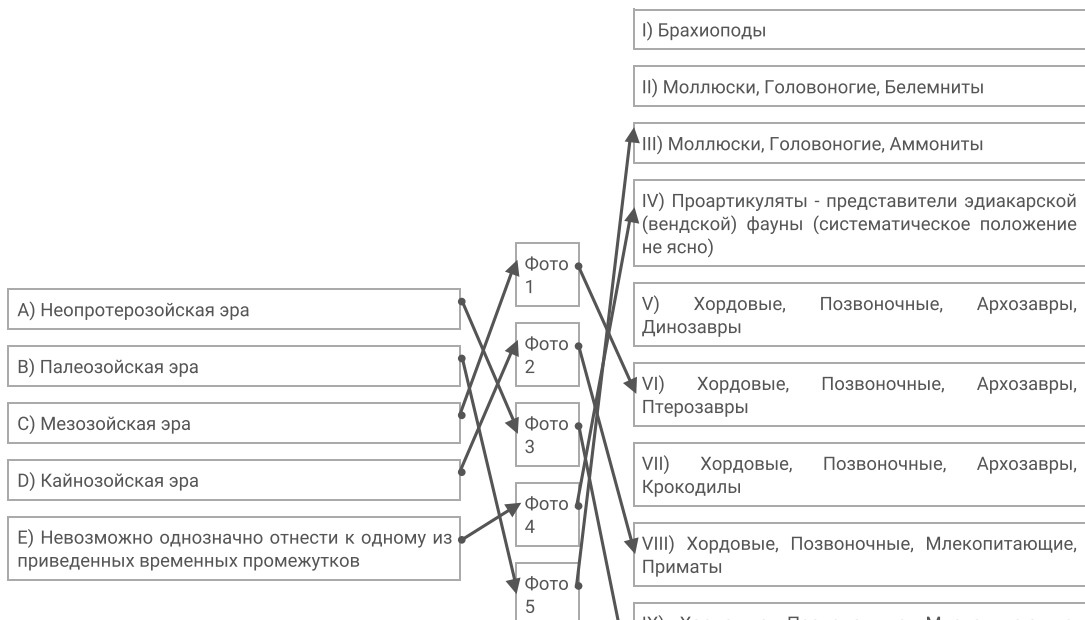 I) Брахиоподы
II) Моллюски, Головоногие, Белемниты
III) Моллюски, Головоногие, Аммониты
IV) Проартикуляты - представители эдиакарской
(вендской) фауны (систематическое положение
не ясно)
V) Хордовые, Позвоночные, Архозавры,
Динозавры
VI) Хордовые, Позвоночные, Архозавры,
Птерозавры
VII) Хордовые, Позвоночные, Архозавры,
Крокодилы
VIII) Хордовые, Позвоночные, Млекопитающие,
Приматы
Фото
1
Фото
2
Фото
3
Фото
4
Фото
5
A) Неопротерозойская эра
B) Палеозойская эра
C) Мезозойская эра
D) Кайнозойская эра
E) Невозможно однозначно отнести к одному из
приведенных временных промежутков